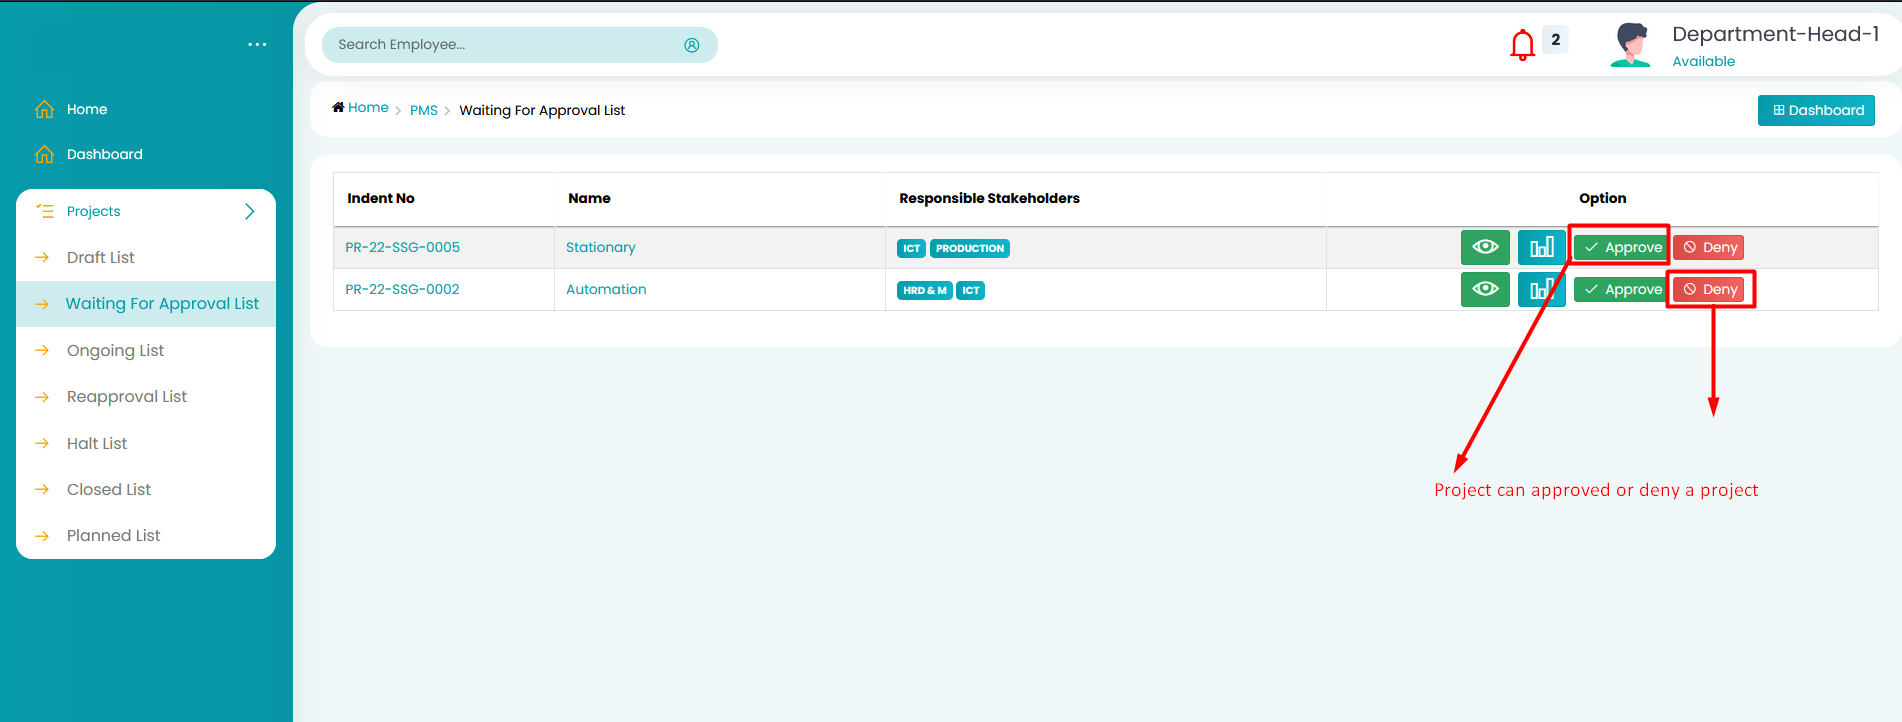 ...
Search Employee...
2
Department-Head-1
Available
Home
Dashboard
Projects
Draft List
Waiting For Approval List
Ongoing List
Reapproval List
Halt List
Closed List
Planned List
Home > PMS > Waiting For Approval List
Dashboard
Indent No Name Responsible Stakeholders Option
PR-22-SSG-0005 Stationary ICT PRODUCTION Approve Deny
PR-22-SSG-0002 Automation HRD & M ICT Approve Deny
Project can approved or deny a project